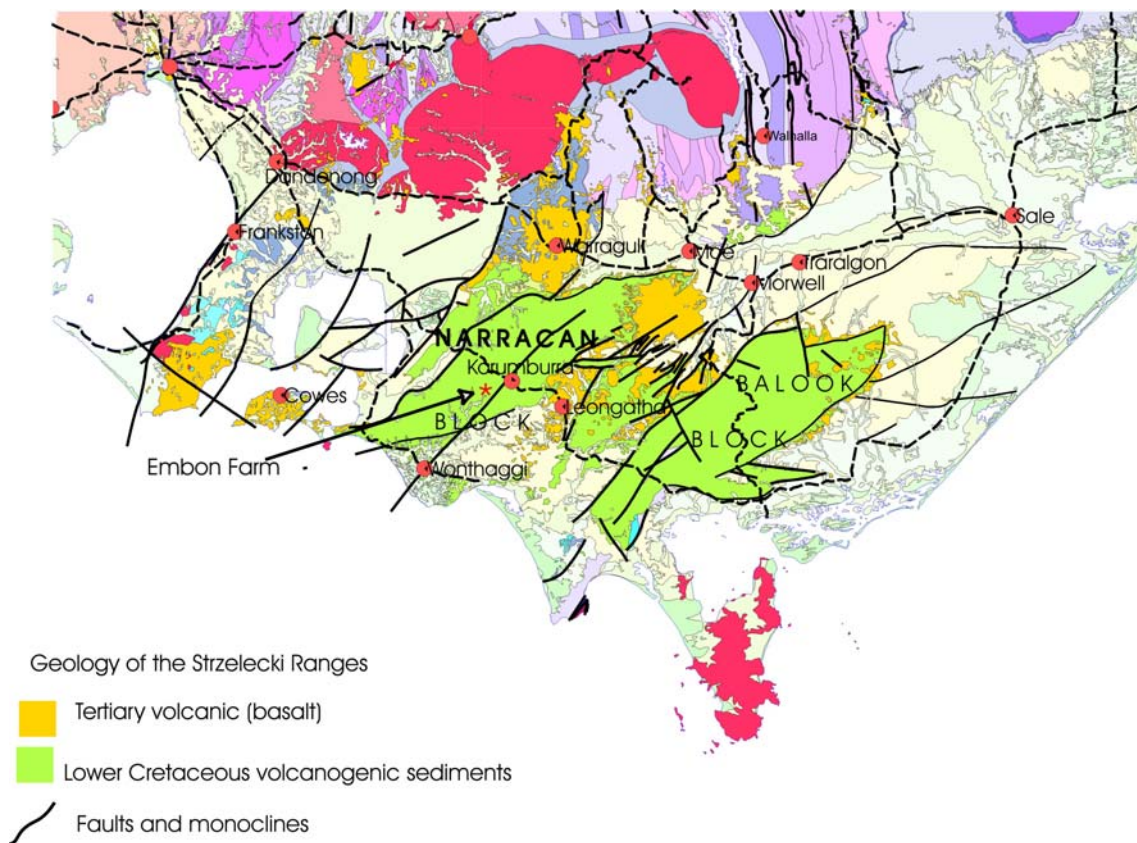 Walhalla
Dandenong
Sale
Frankston
Warragul
Moe
Traralgon
Morwell
NARRACAN
Korumburra
BALOOK
Cowes
Leongatha
BLOCK
BLOCK
Embon Farm
Wonthaggi
Geology of the Strzelecki Ranges
Tertiary volcanic (basalt)
Lower Cretaceous volcanogenic sediments
Faults and monoclines